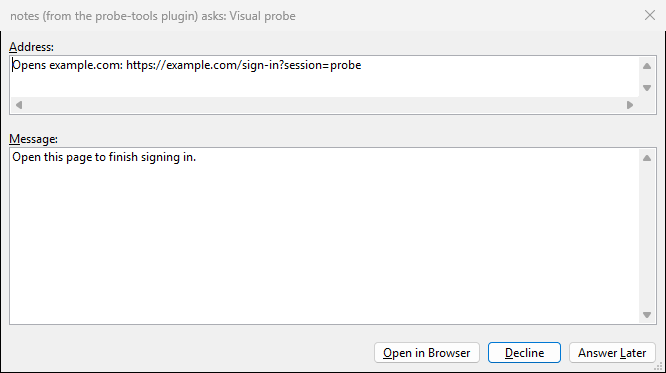 notes (from the probe-tools plugin) asks: Visual probe
Address:
Opens example.com: https://example.com/sign-in?session=probe
Message:
Open this page to finish signing in.
Open in Browser
Decline
Answer Later